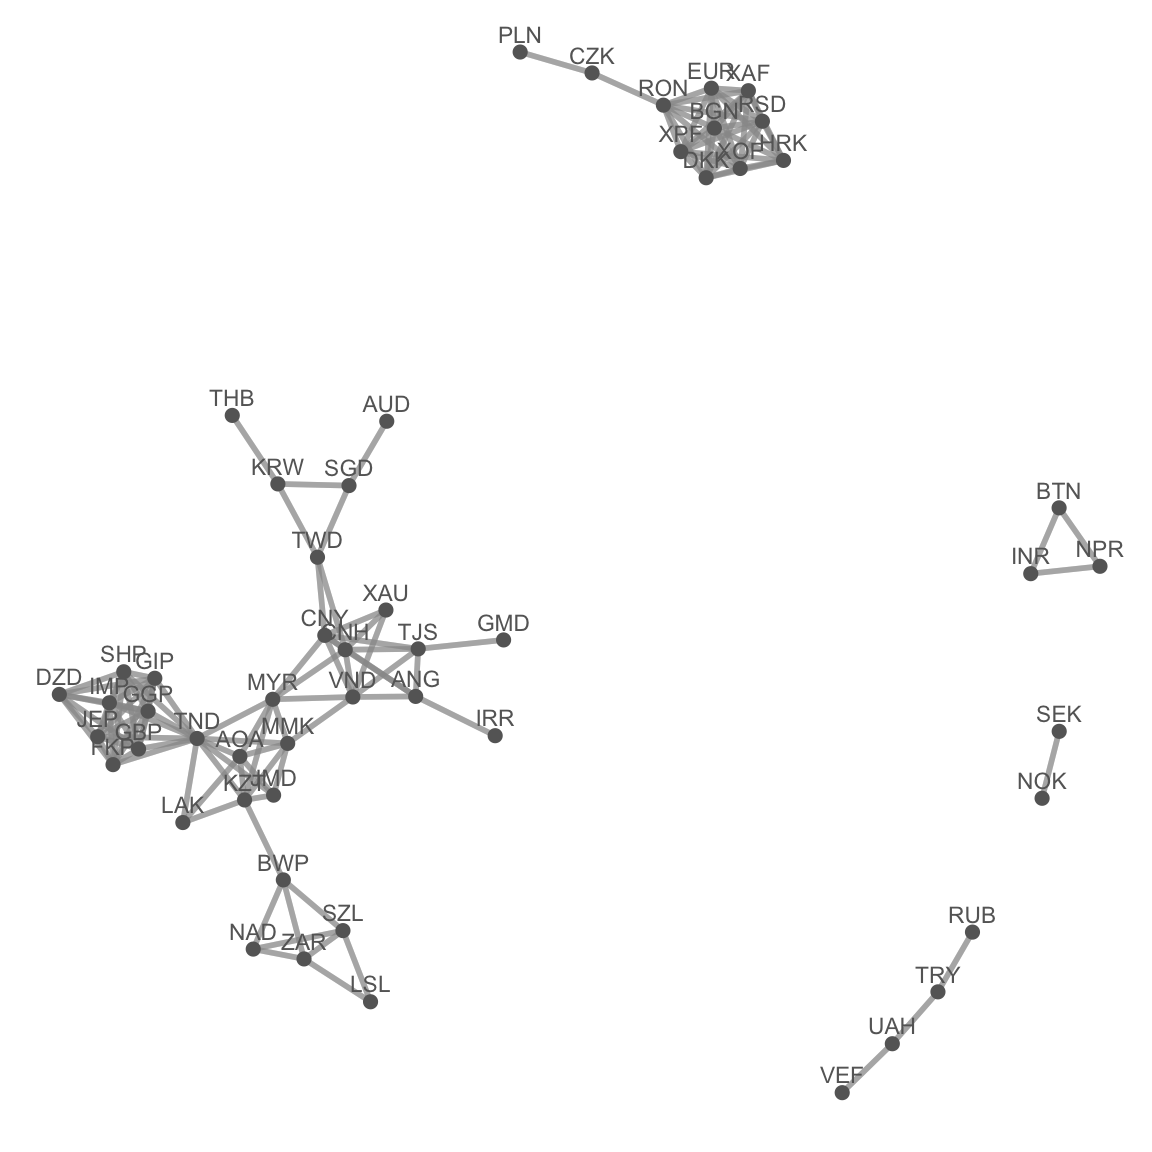 PLN
CZK
EUR
XAF
RON
RSD
BGN
XPF
HRK
XOF
DKK
THB
AUD
KRW
SGD
TWD
BTN
NPR
INR
XAU
CNY
CNH
TJS
GMD
SHP
GIP
DZD
IMP
GGP
MYR
VND
ANG
JEP
GBP
FKP
TND
AOA
MMK
IRR
SEK
NOK
KZT
JMD
LAK
BWP
SZL
NAD
ZAR
LSL
RUB
TRY
UAH
VEF